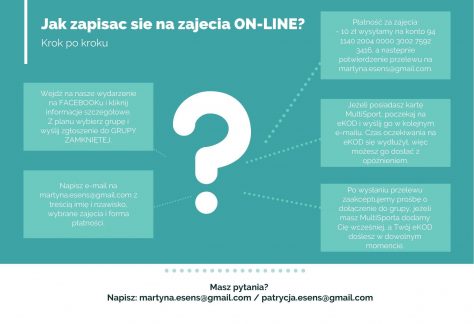 Jak zapisac sie na zajecia ON-LINE?
Krok po kroku
Wejdź na nasze wydarzenie
na FACEBOOKu i kliknij
informacje szczegółowe.
Z planu wybierz grupę i
wyślij zgłoszenie do GRUPY
ZAMKNIĘTEJ.
Napisz e-mail na
martyna.esens@gmail.com z
treścią imię i nzawisko,
wybrane zajęcia i forma
płatności.
?
Płatność za zajęcia:
- 10 zł wysyłamy na konto 94
1140 2004 0000 3002 7592
3416, a następnie
potwierdzenie przelewu na
martyna.esens@gmail.com.
Jeżeli posiadasz kartę
MultiSport, poczekaj na
eKOD i wyślij go w kolejnym
e-mailu. Czas oczekiwania na
eKOD się wydłużył, więc
możesz go dosłać z
opóźnieniem.
Po wysłaniu przelewu
zaakceptujemy prośbę o
dołączenie do grupy, jeżeli
masz MultiSporta dodamy
Cię wcześniej, a Twój eKOD
doślesz w dowolnym
momencie.
Masz pytania?
Napisz: martyna.esens@gmail.com / patrycja.esens@gmail.com